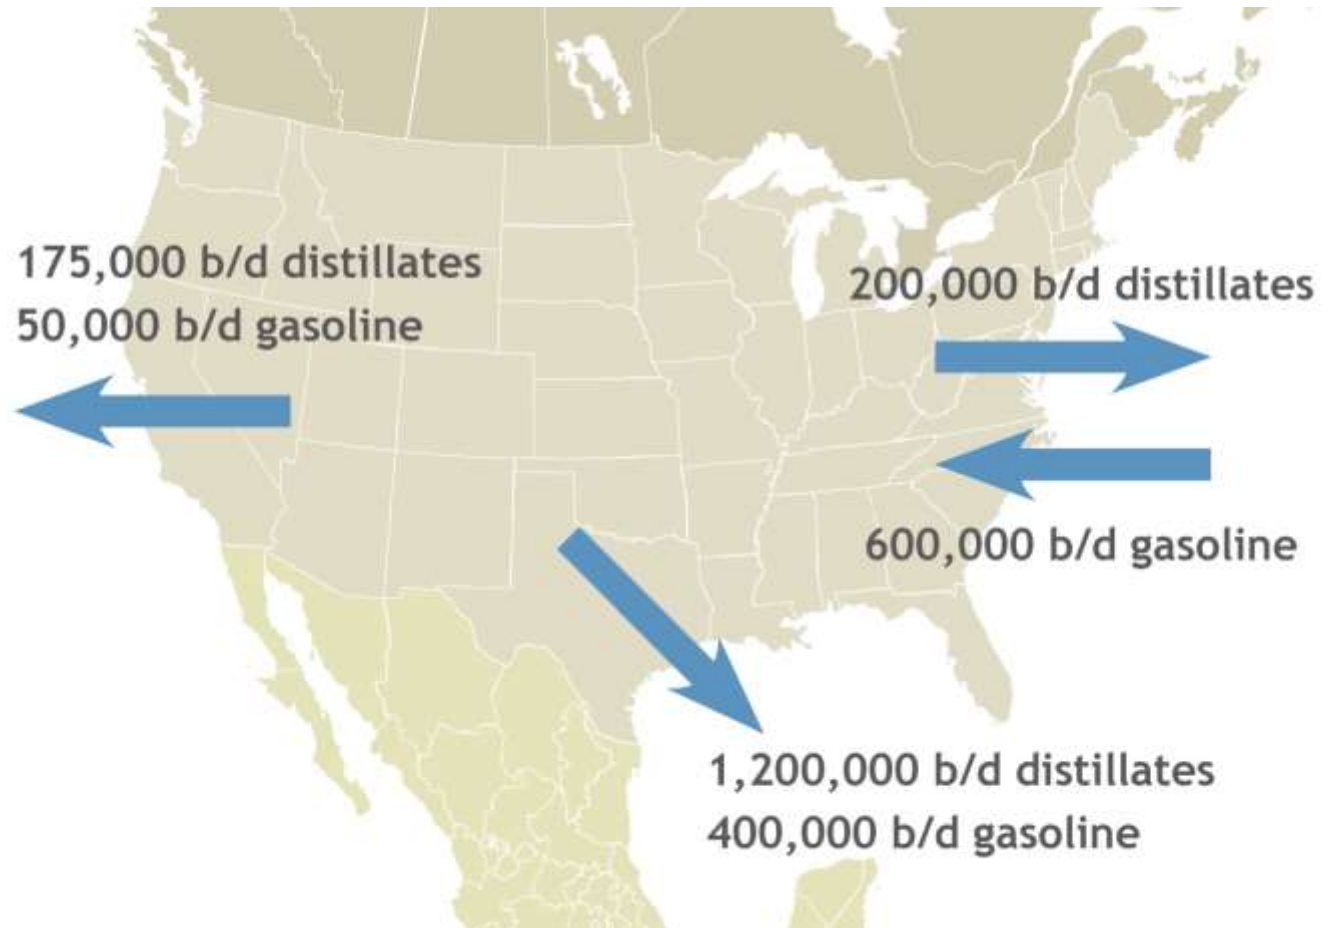 175,000 b/d distillates
50,000 b/d gasoline
200,000 b/d distillates
600,000 b/d gasoline
1,200,000 b/d distillates
400,000 b/d gasoline